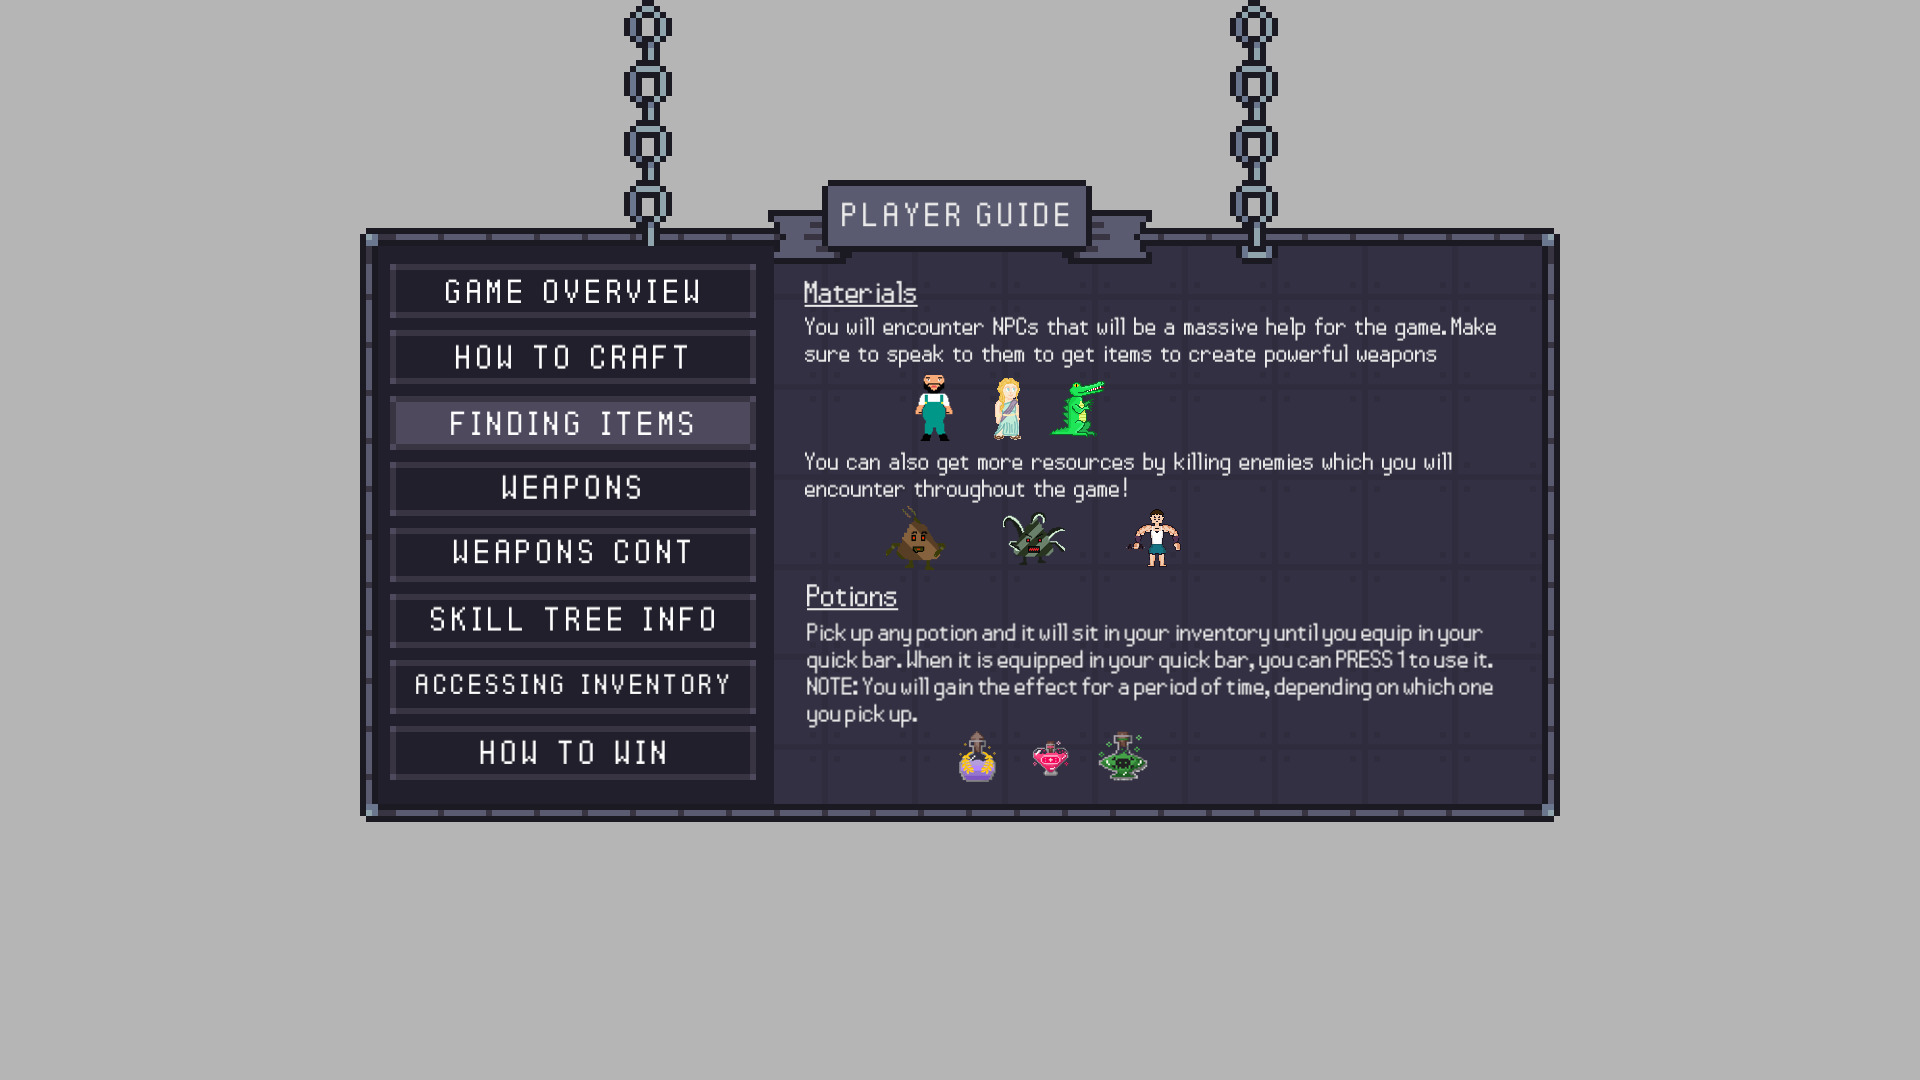 PLAYER GUIDE
GAME OVERVIEW
HOW TO CRAFT
FINDING ITEMS
WEAPONS
WEAPONS CONT
SKILL TREE INFO
ACCESSING INVENTORY
HOW TO WIN
Materials
You will encounter NPCs that will be a massive help for the game. Make
sure to speak to them to get items to create powerful weapons
You can also get more resources by killing enemies which you will
encounter throughout the game!
Potions
Pick up any potion and it will sit in your inventory until you equip in your
quick bar. When it is equipped in your quick bar, you can PRESS 1 to use it.
NOTE: You will gain the effect for a period of time, depending on which one
you pick up.